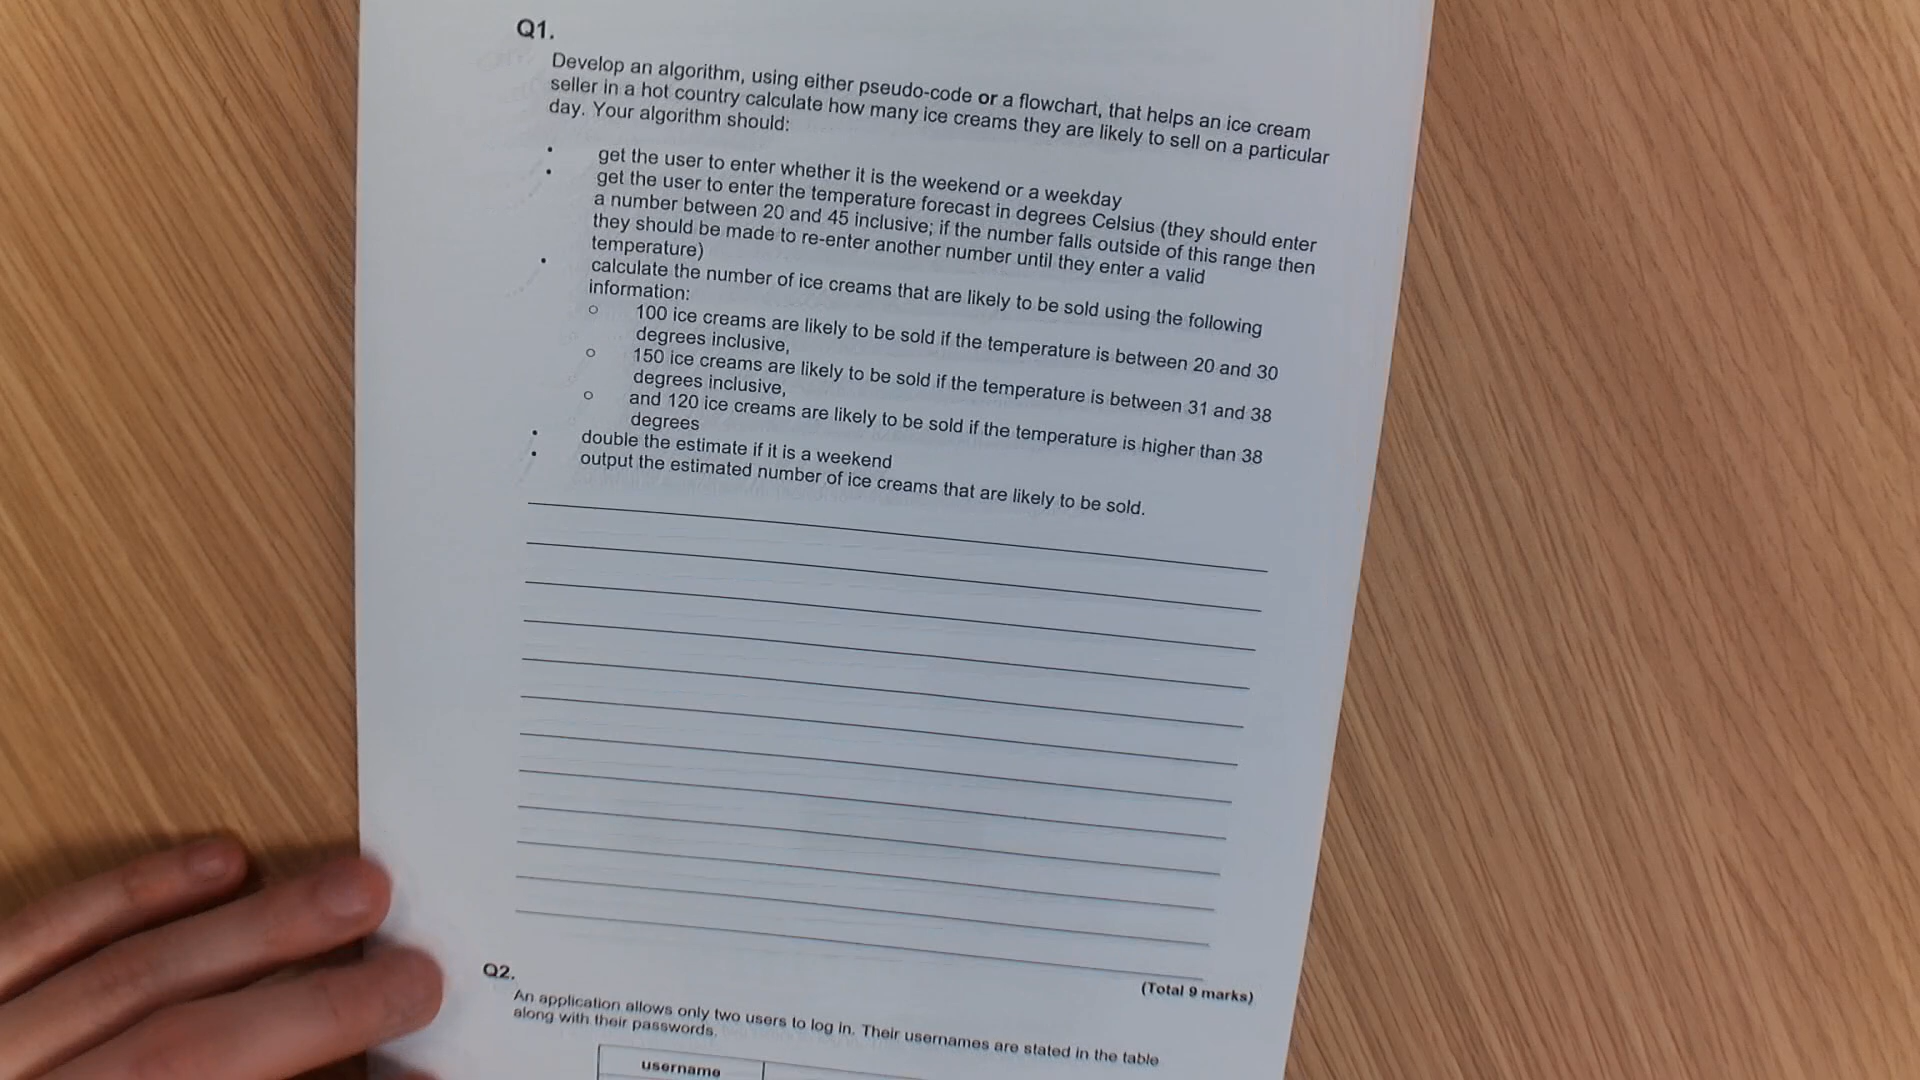 Q1.
Develop an algorithm, using either pseudo-code or a flowchart, that helps an ice cream
seller in a hot country calculate how many ice creams they are likely to sell on a particular
day. Your algorithm should:
• get the user to enter whether it is the weekend or a weekday
• get the user to enter the temperature forecast in degrees Celsius (they should enter
a number between 20 and 45 inclusive; if the number falls outside of this range then
they should be made to re-enter another number until they enter a valid
temperature)
• calculate the number of ice creams that are likely to be sold using the following
information:
○ 100 ice creams are likely to be sold if the temperature is between 20 and 30
degrees inclusive,
○ 150 ice creams are likely to be sold if the temperature is between 31 and 38
degrees inclusive,
○ and 120 ice creams are likely to be sold if the temperature is higher than 38
degrees
• double the estimate if it is a weekend
• output the estimated number of ice creams that are likely to be sold.
(Total 9 marks)
Q2.
An application allows only two users to log in. Their usernames are stated in the table
along with their passwords.
username